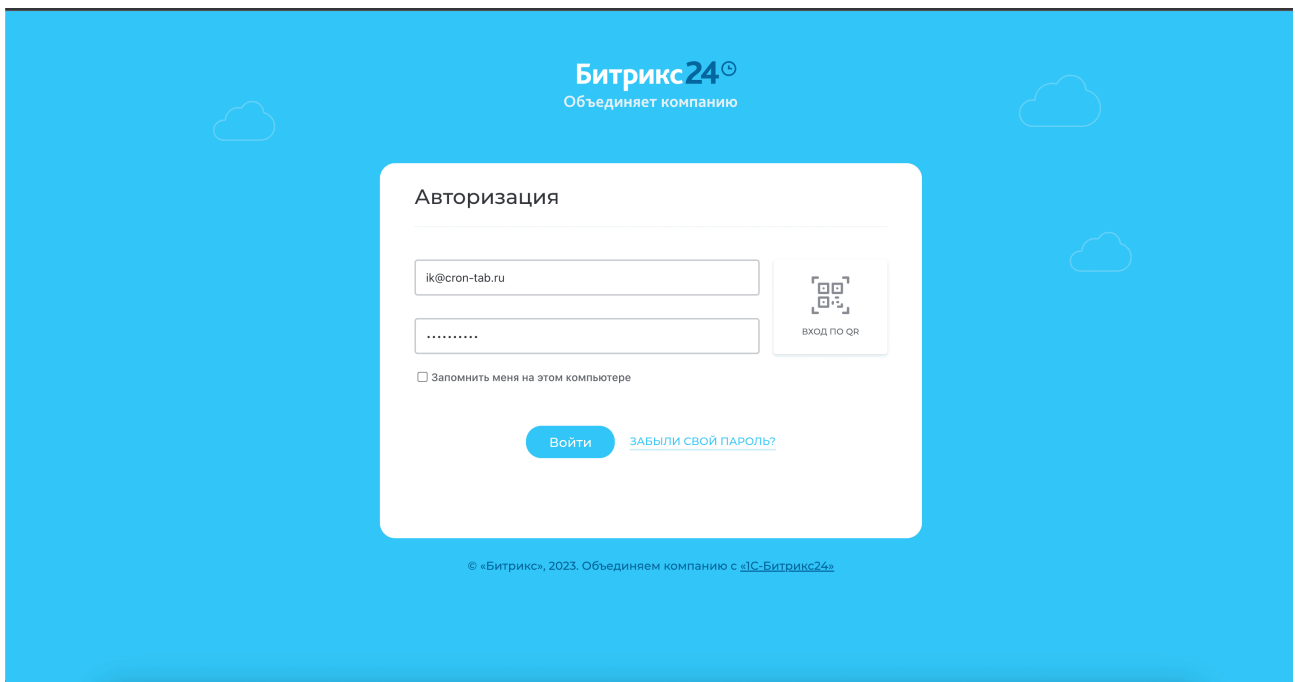 Битрикс24
Объединяет компанию
Авторизация
ik@cron-tab.ru
ВХОД ПО QR
··········
Запомнить меня на этом компьютере
Войти ЗАБЫЛИ СВОЙ ПАРОЛЬ?
© «Битрикс», 2023. Объединяем компанию с «1С-Битрикс24»